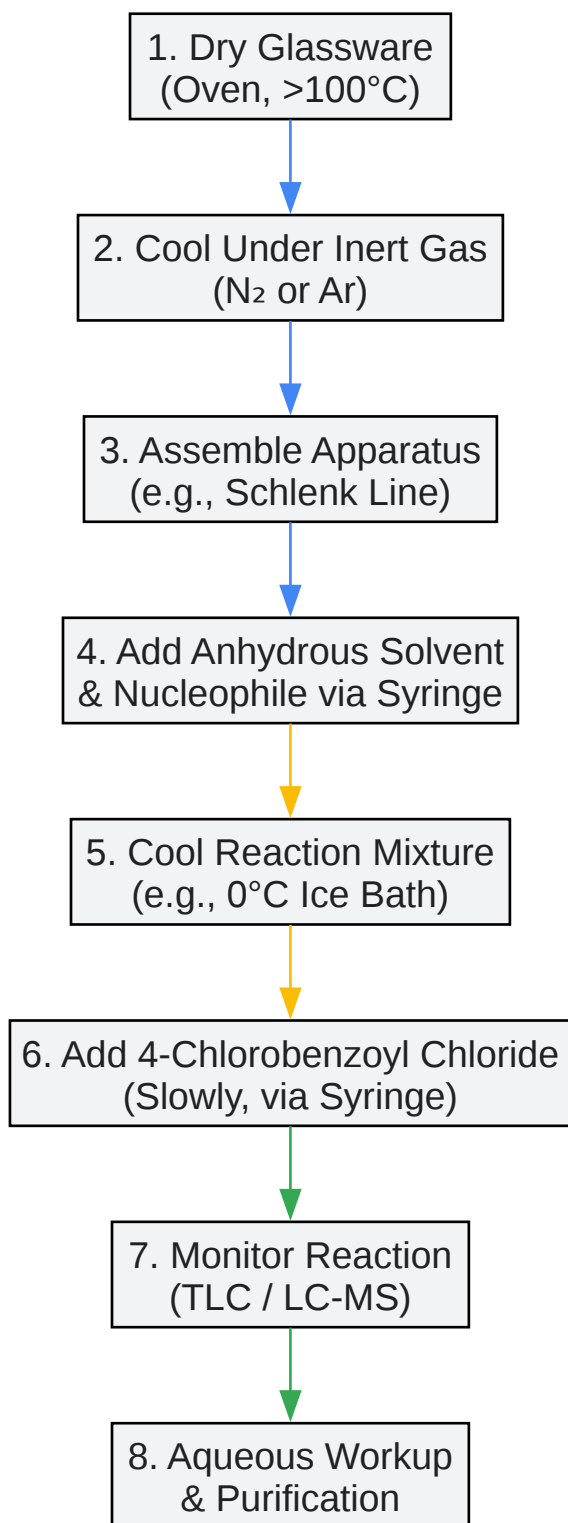 1. Dry Glassware
(Oven, >100°C)
2. Cool Under Inert Gas
(N₂ or Ar)
3. Assemble Apparatus
(e.g., Schlenk Line)
4. Add Anhydrous Solvent
& Nucleophile via Syringe
5. Cool Reaction Mixture
(e.g., 0°C Ice Bath)
6. Add 4-Chlorobenzoyl Chloride
(Slowly, via Syringe)
7. Monitor Reaction
(TLC / LC-MS)
8. Aqueous Workup
& Purification